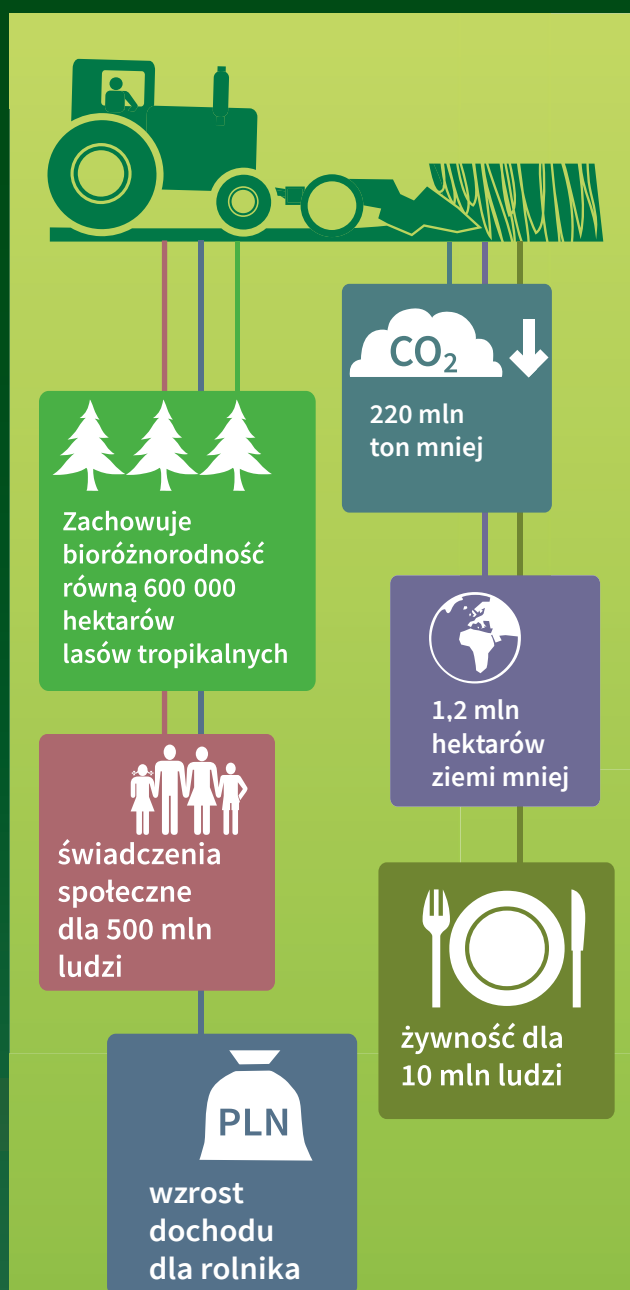 CO₂
220 mln
ton mniej
Zachowuje
bioróżnorodność
równą 600 000
hektarów
lasów tropikalnych
1,2 mln
hektarów
ziemi mniej
świadczenia
społeczne
dla 500 mln
ludzi
żywność dla
10 mln ludzi
PLN
wzrost
dochodu
dla rolnika